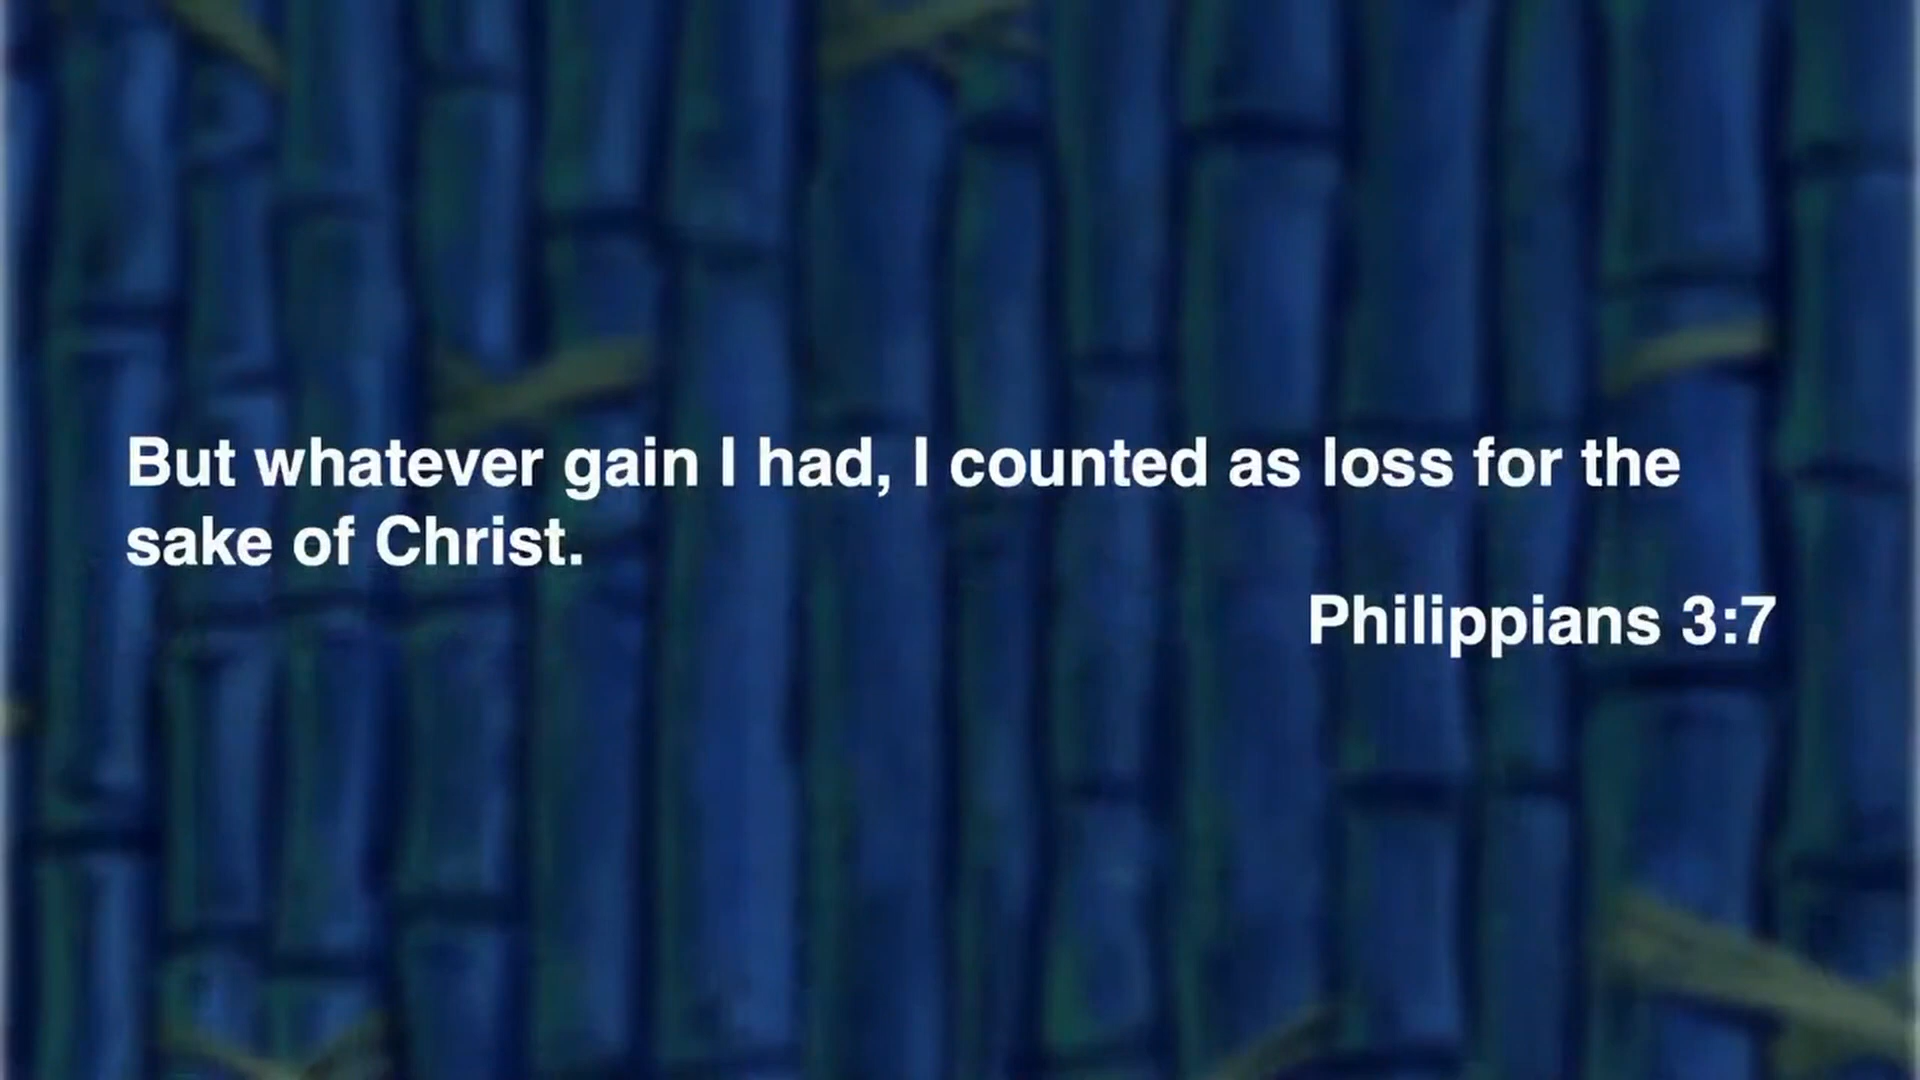 But whatever gain I had, I counted as loss for the
sake of Christ.
Philippians 3:7